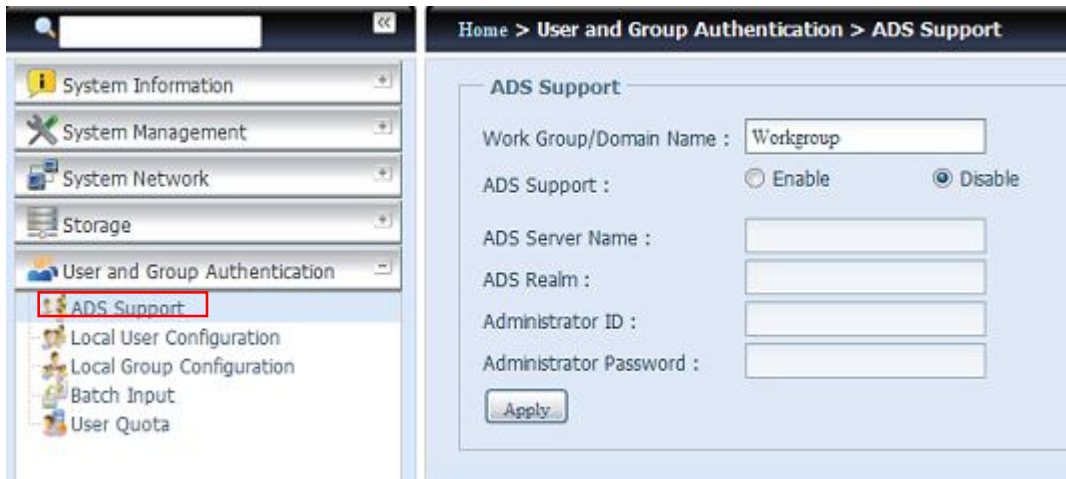 Home > User and Group Authentication > ADS Support
System Information
System Management
System Network
Storage
User and Group Authentication
ADS Support
Local User Configuration
Local Group Configuration
Batch Input
User Quota
ADS Support
Work Group/Domain Name : Workgroup
ADS Support : Enable Disable
ADS Server Name :
ADS Realm :
Administrator ID :
Administrator Password :
Apply